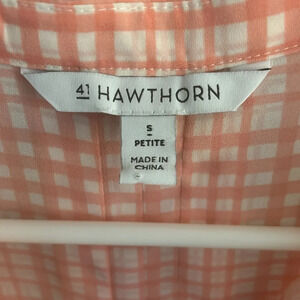 41 HAWTHORN
S
-
PETITE
MADE IN
CHINA